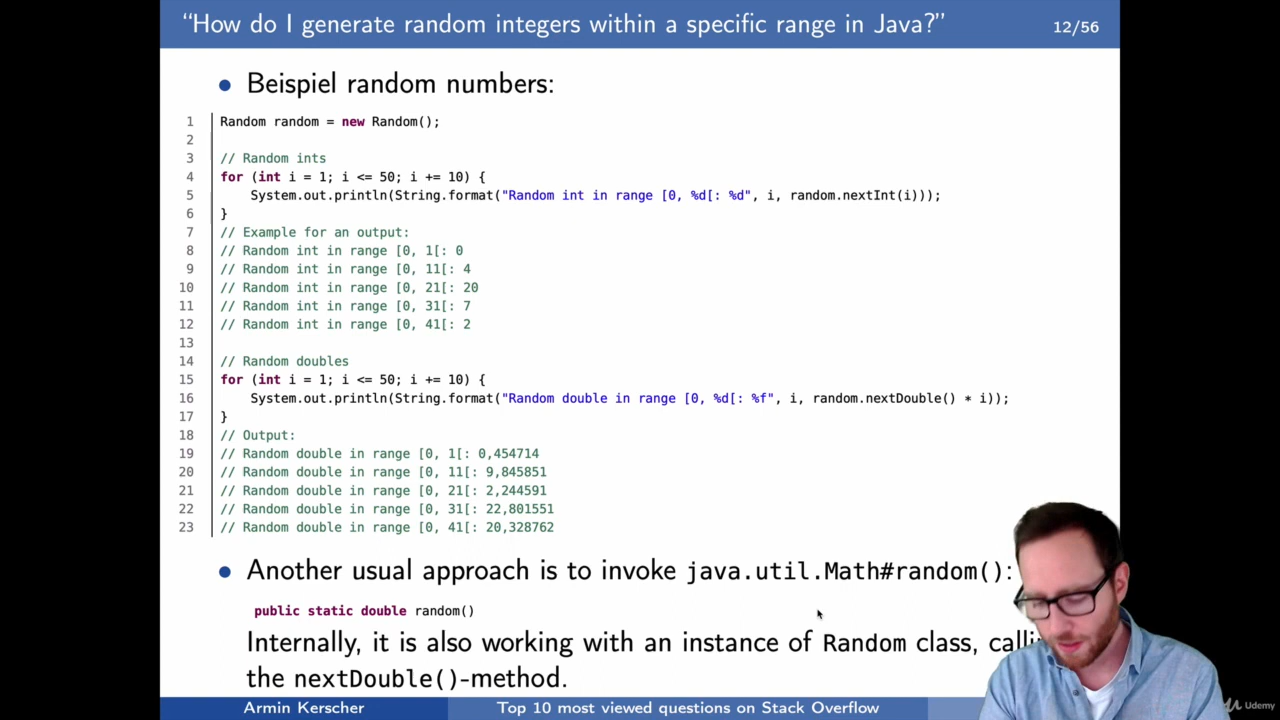 “How do I generate random integers within a specific range in Java?” 12/56
• Beispiel random numbers:
1 Random random = new Random();
2
3 // Random ints
4 for (int i = 1; i <= 50; i += 10) {
5 System.out.println(String.format("Random int in range [0, %d[: %d", i, random.nextInt(i)));
6 }
7 // Example for an output:
8 // Random int in range [0, 1[: 0
9 // Random int in range [0, 11[: 4
10 // Random int in range [0, 21[: 20
11 // Random int in range [0, 31[: 7
12 // Random int in range [0, 41[: 2
13
14 // Random doubles
15 for (int i = 1; i <= 50; i += 10) {
16 System.out.println(String.format("Random double in range [0, %d[: %f", i, random.nextDouble() * i));
17 }
18 // Output:
19 // Random double in range [0, 1[: 0,454714
20 // Random double in range [0, 11[: 9,845851
21 // Random double in range [0, 21[: 2,244591
22 // Random double in range [0, 31[: 22,801551
23 // Random double in range [0, 41[: 20,328762
• Another usual approach is to invoke java.util.Math#random():
public static double random()
Internally, it is also working with an instance of Random class,
the nextDouble()-method.
Armin Kerscher Top 10 most viewed questions on Stack Overflow
Udemy